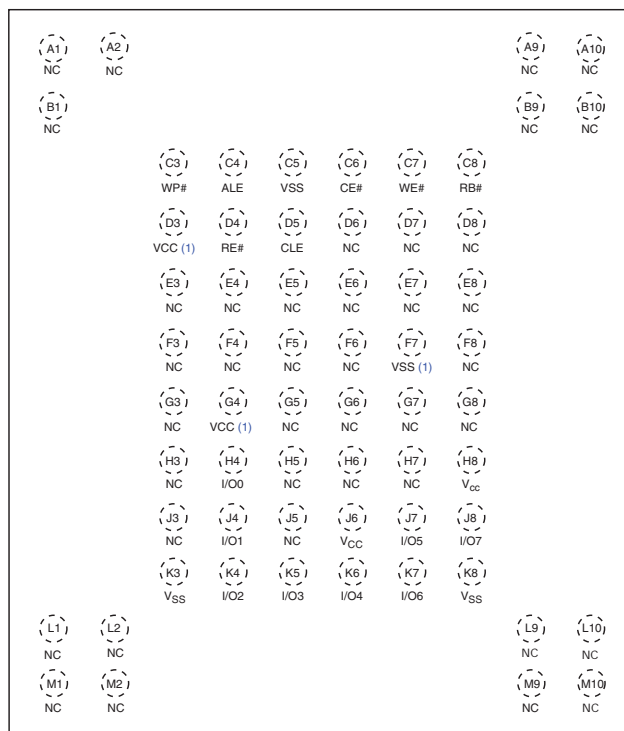 A1 A2 A9 A10
NC NC NC NC
B1 B9 B10
NC NC NC
C3 C4 C5 C6 C7 C8
WP# ALE VSS CE# WE# RB#
D3 D4 D5 D6 D7 D8
VCC (1) RE# CLE NC NC NC
E3 E4 E5 E6 E7 E8
NC NC NC NC NC NC
F3 F4 F5 F6 F7 F8
NC NC NC NC VSS (1) NC
G3 G4 G5 G6 G7 G8
NC VCC (1) NC NC NC NC
H3 H4 H5 H6 H7 H8
NC I/O0 NC NC NC Vcc
J3 J4 J5 J6 J7 J8
NC I/O1 NC VCC I/O5 I/O7
K3 K4 K5 K6 K7 K8
VSS I/O2 I/O3 I/O4 I/O6 VSS
L1 L2 L9 L10
NC NC NC NC
M1 M2 M9 M10
NC NC NC NC